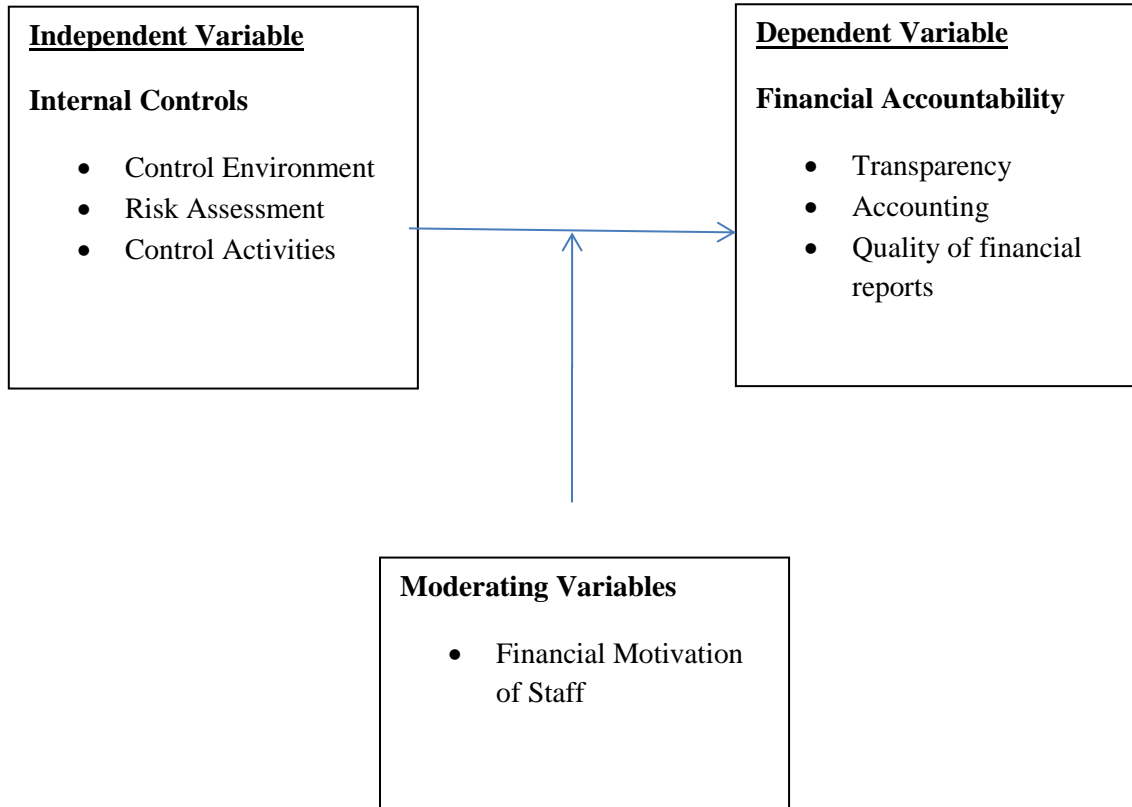 Independent Variable
Internal Controls
• Control Environment
• Risk Assessment
• Control Activities
Dependent Variable
Financial Accountability
• Transparency
• Accounting
• Quality of financial
reports
Moderating Variables
• Financial Motivation
of Staff